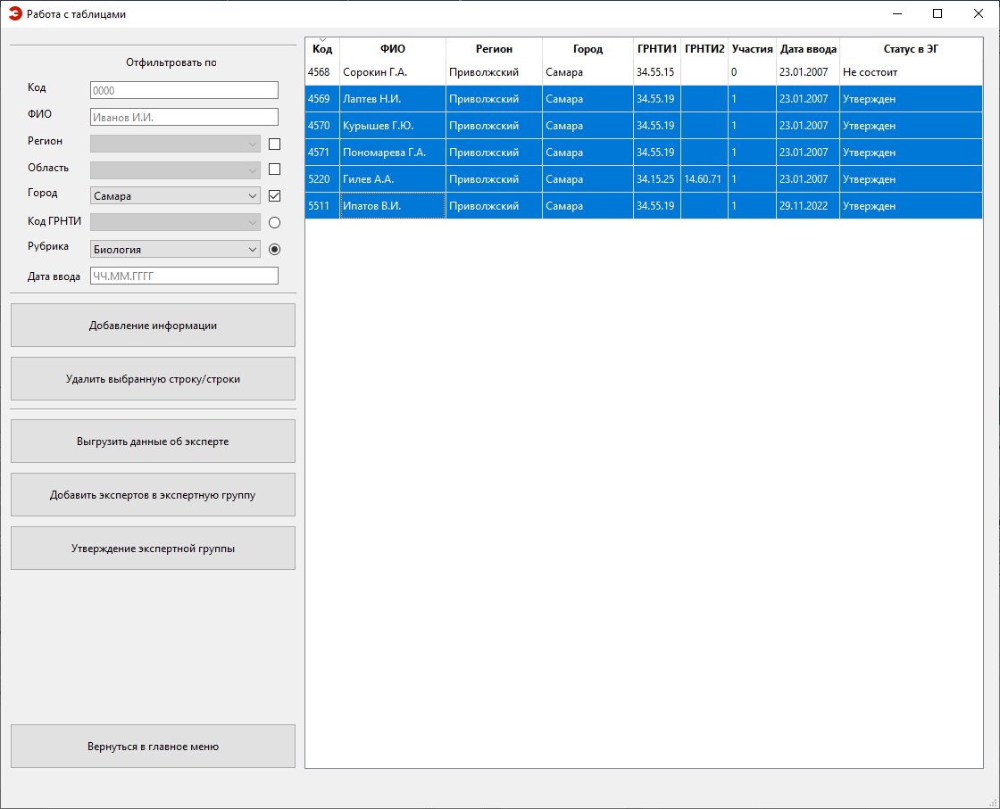 Работа с таблицами
Отфильтровать по
Код 0000
ФИО Иванов И.И.
Регион
Область
Город Самара
Код ГРНТИ
Рубрика Биология
Дата ввода ЧЧ.ММ.ГГГГ
Добавление информации
Удалить выбранную строку/строки
Выгрузить данные об эксперте
Добавить экспертов в экспертную группу
Утверждение экспертной группы
Вернуться в главное меню
Код ФИО Регион Город ГРНТИ1 ГРНТИ2 Участия Дата ввода Статус в ЭГ
4568 Сорокин Г.А. Приволжский Самара 34.55.15 0 23.01.2007 Не состоит
4569 Лаптев Н.И. Приволжский Самара 34.55.19 1 23.01.2007 Утвержден
4570 Курышев Г.Ю. Приволжский Самара 34.55.19 1 23.01.2007 Утвержден
4571 Пономарева Г.А. Приволжский Самара 34.55.19 1 23.01.2007 Утвержден
5220 Гилев А.А. Приволжский Самара 34.15.25 14.60.71 1 23.01.2007 Утвержден
5511 Ипатов В.И. Приволжский Самара 34.55.19 1 29.11.2022 Утвержден